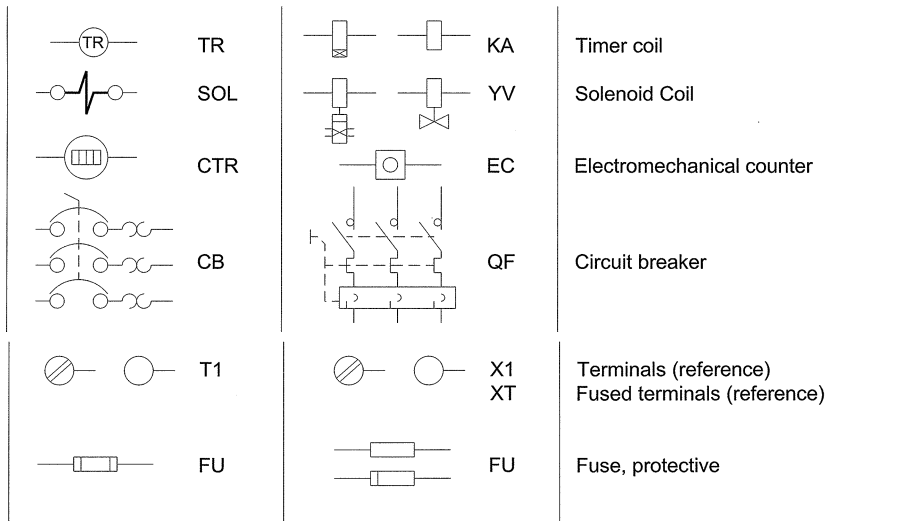 TR TR KA Timer coil
SOL YV Solenoid Coil
CTR EC Electromechanical counter
CB QF Circuit breaker
T1 X1 Terminals (reference)
XT Fused terminals (reference)
FU FU Fuse, protective